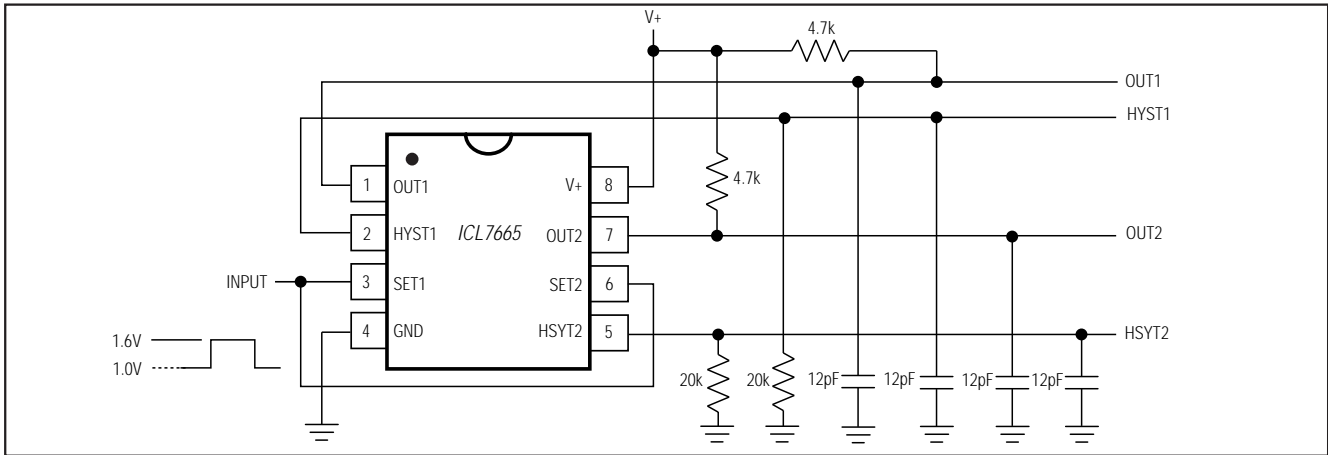 V+
4.7k
OUT1
HYST1
4.7k
1 OUT1 V+ 8
2 HYST1 ICL7665 OUT2 7
OUT2
INPUT
3 SET1 SET2 6
4 GND HSYT2 5
HSYT2
1.6V
1.0V
20k 20k 12pF 12pF 12pF 12pF